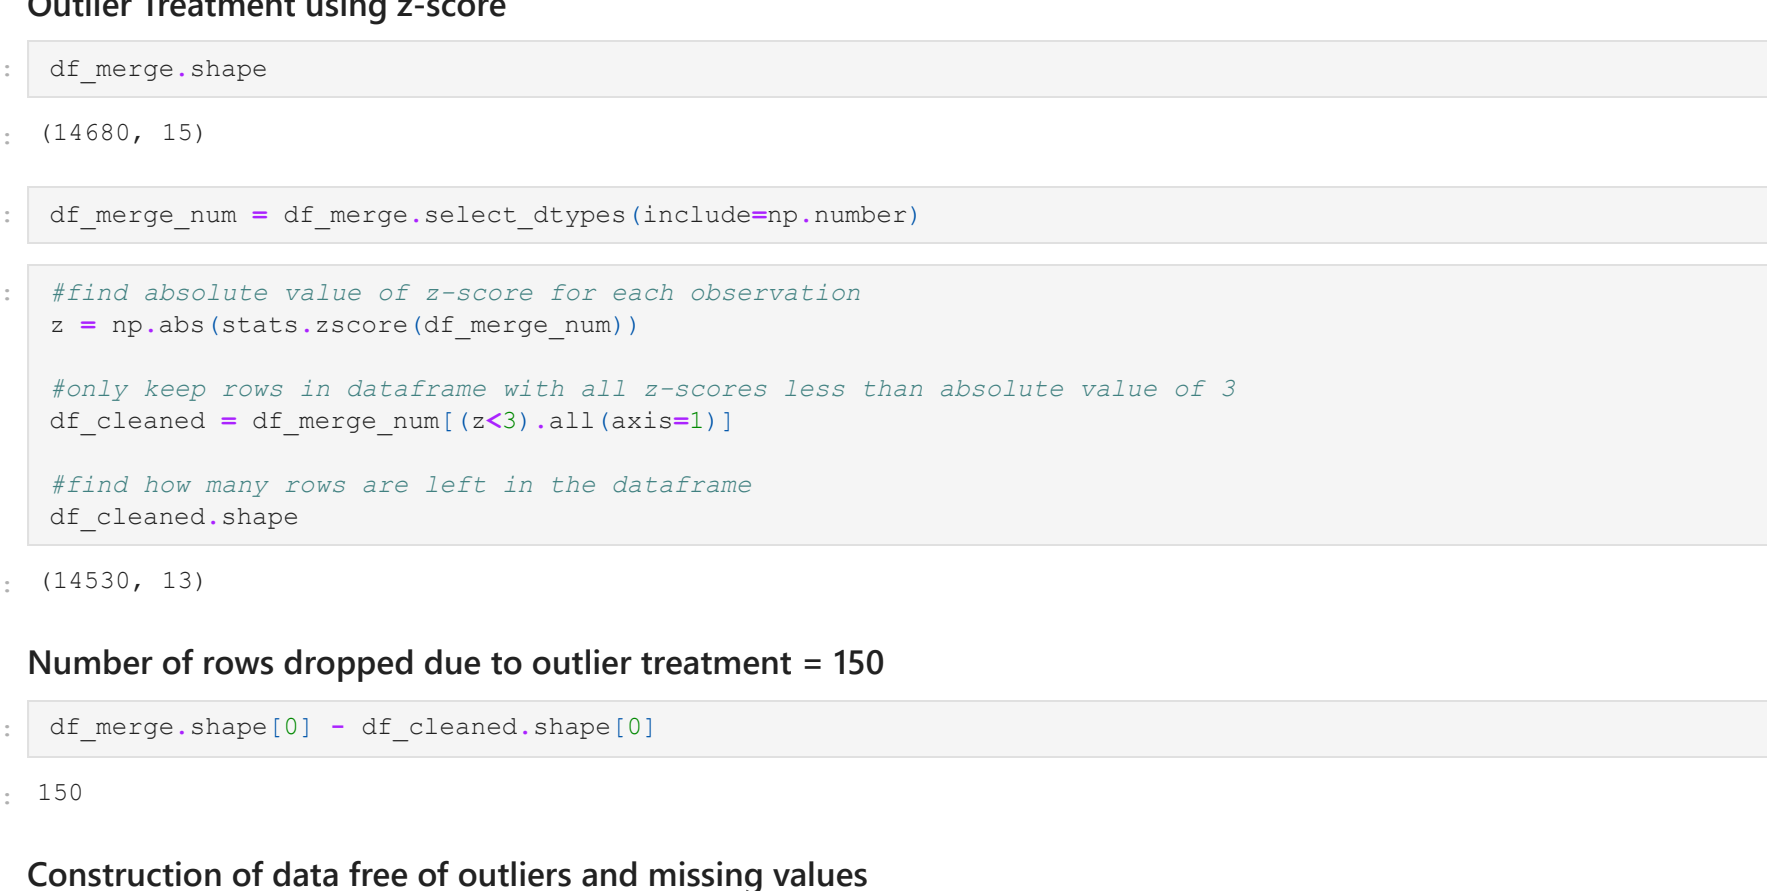 Outlier Treatment using z-score
: df_merge.shape
: (14680, 15)
: df_merge_num = df_merge.select_dtypes(include=np.number)
: #find absolute value of z-score for each observation
z = np.abs(stats.zscore(df_merge_num))
#only keep rows in dataframe with all z-scores less than absolute value of 3
df_cleaned = df_merge_num[(z<3).all(axis=1)]
#find how many rows are left in the dataframe
df_cleaned.shape
: (14530, 13)
Number of rows dropped due to outlier treatment = 150
: df_merge.shape[0] - df_cleaned.shape[0]
: 150
Construction of data free of outliers and missing values